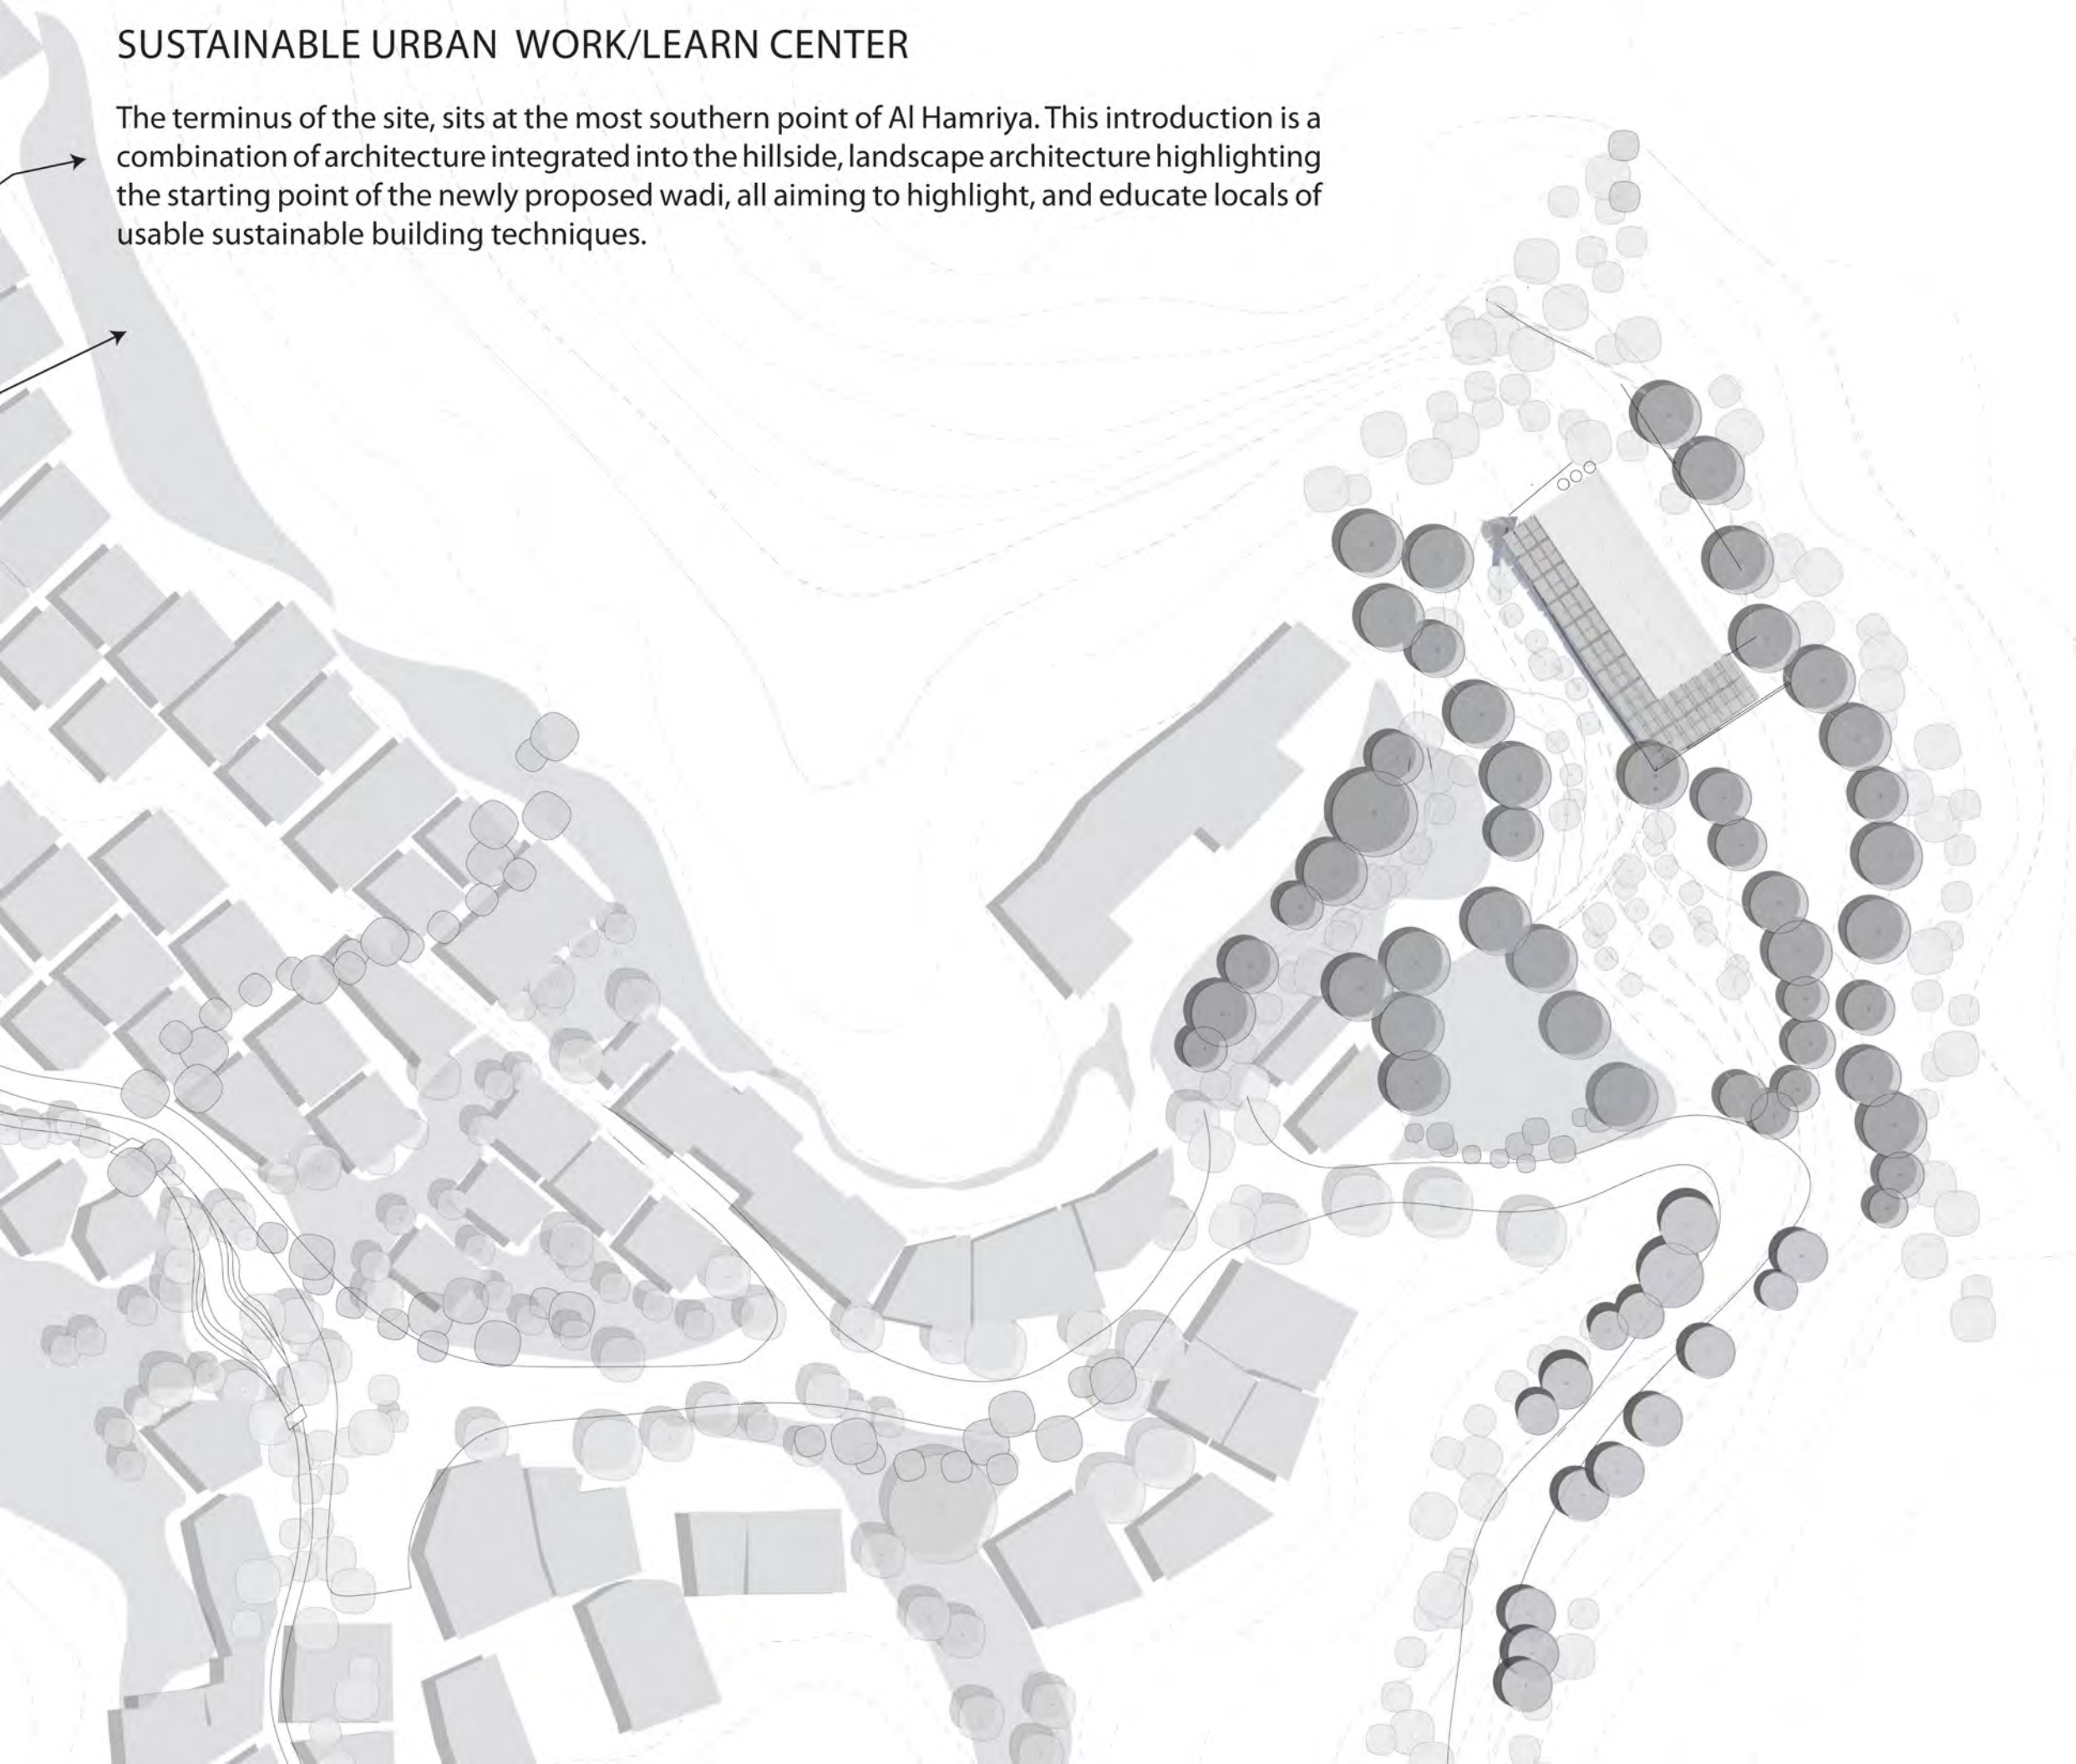 SUSTAINABLE URBAN WORK/LEARN CENTER
The terminus of the site, sits at the most southern point of Al Hamriya. This introduction is a
combination of architecture integrated into the hillside, landscape architecture highlighting
the starting point of the newly proposed wadi, all aiming to highlight, and educate locals of
usable sustainable building techniques.